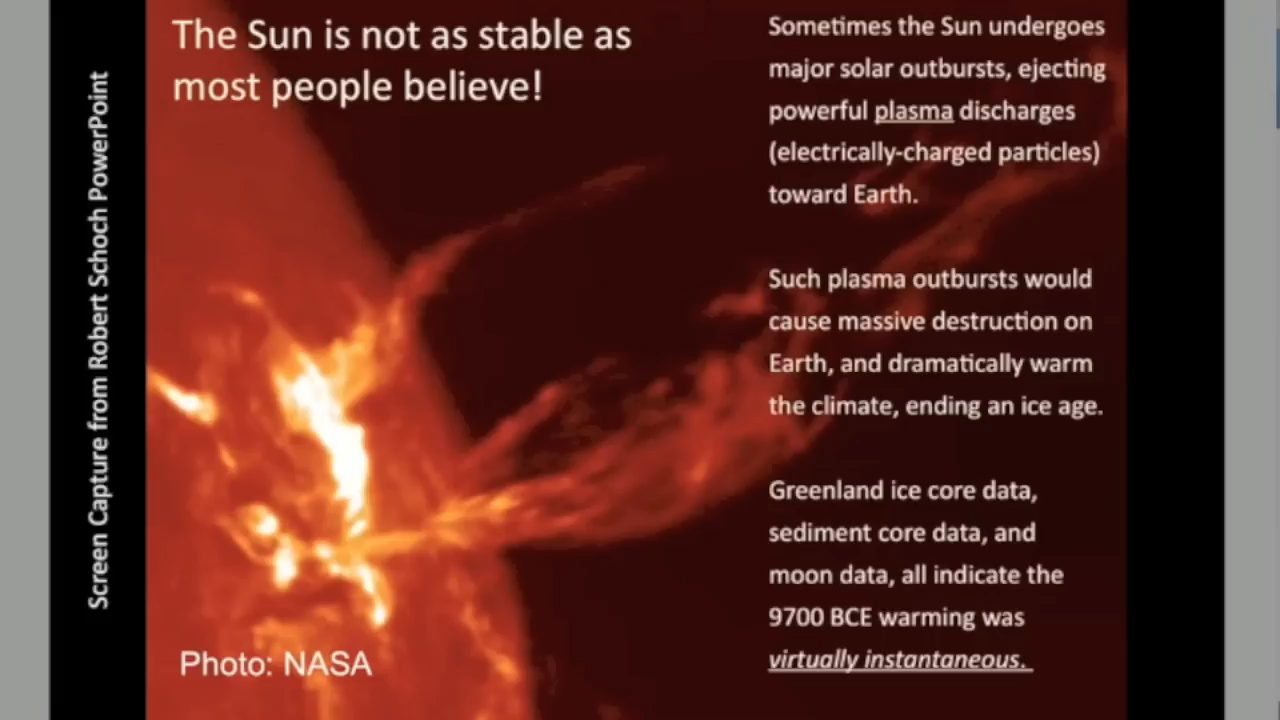 Screen Capture from Robert Schoch PowerPoint
The Sun is not as stable as
most people believe!
Sometimes the Sun undergoes
major solar outbursts, ejecting
powerful plasma discharges
(electrically-charged particles)
toward Earth.
Such plasma outbursts would
cause massive destruction on
Earth, and dramatically warm
the climate, ending an ice age.
Greenland ice core data,
sediment core data, and
moon data, all indicate the
9700 BCE warming was
virtually instantaneous.
Photo: NASA